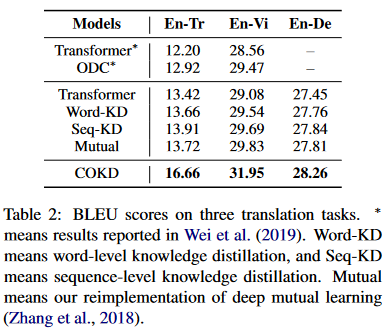 Models En-Tr En-Vi En-De
Transformer* 12.20 28.56 –
ODC* 12.92 29.47 –
Transformer 13.42 29.08 27.45
Word-KD 13.66 29.54 27.76
Seq-KD 13.91 29.69 27.84
Mutual 13.72 29.83 27.81
COKD 16.66 31.95 28.26
Table 2: BLEU scores on three translation tasks. *
means results reported in Wei et al. (2019). Word-KD
means word-level knowledge distillation, and Seq-KD
means sequence-level knowledge distillation. Mutual
means our reimplementation of deep mutual learning
(Zhang et al., 2018).